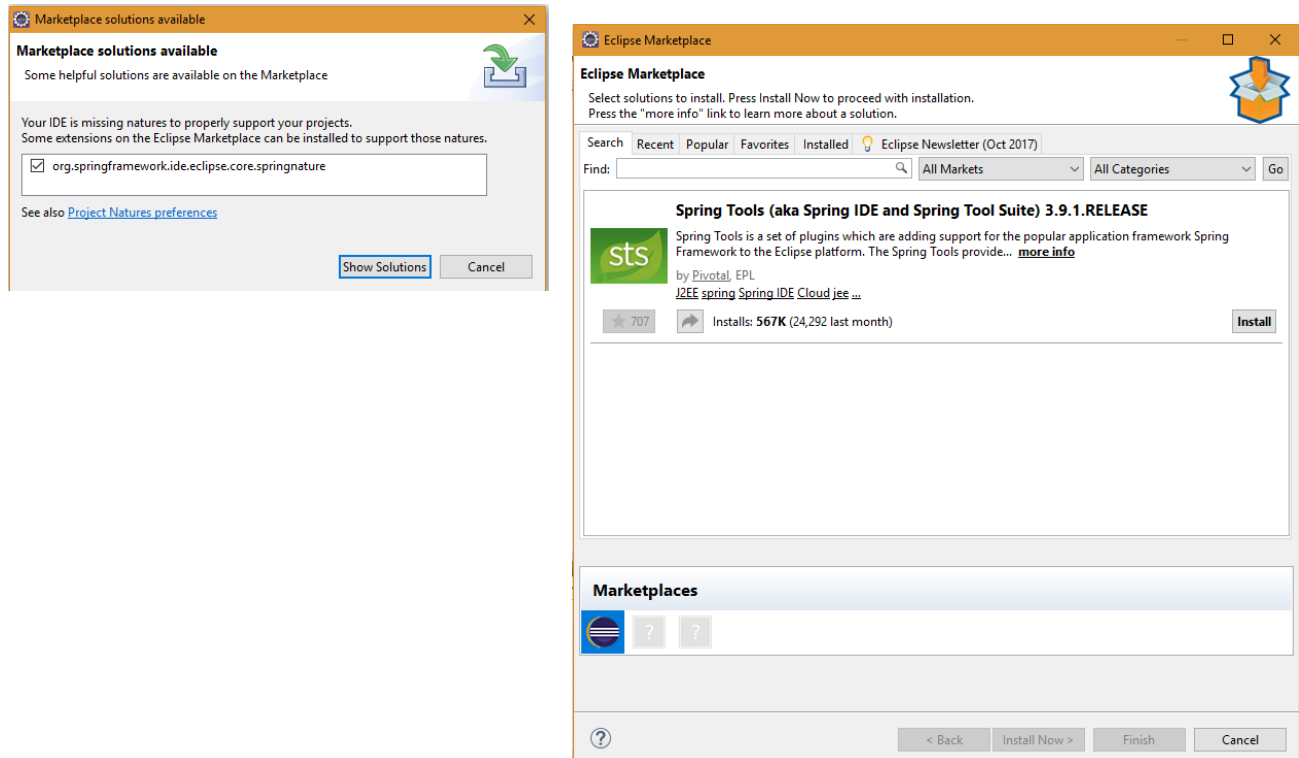 Marketplace solutions available
Marketplace solutions available
Some helpful solutions are available on the Marketplace
Your IDE is missing natures to properly support your projects.
Some extensions on the Eclipse Marketplace can be installed to support those natures.
org.springframework.ide.eclipse.core.springnature
See also Project Natures preferences
Show Solutions Cancel
Eclipse Marketplace
Eclipse Marketplace
Select solutions to install. Press Install Now to proceed with installation.
Press the "more info" link to learn more about a solution.
Search Recent Popular Favorites Installed Eclipse Newsletter (Oct 2017)
Find: All Markets All Categories Go
Spring Tools (aka Spring IDE and Spring Tool Suite) 3.9.1.RELEASE
sts
Spring Tools is a set of plugins which are adding support for the popular application framework Spring
Framework to the Eclipse platform. The Spring Tools provide... more info
by Pivotal, EPL
J2EE spring Spring IDE Cloud jee ...
707 Installs: 567K (24,292 last month) Install
Marketplaces
? ?
? < Back Install Now > Finish Cancel